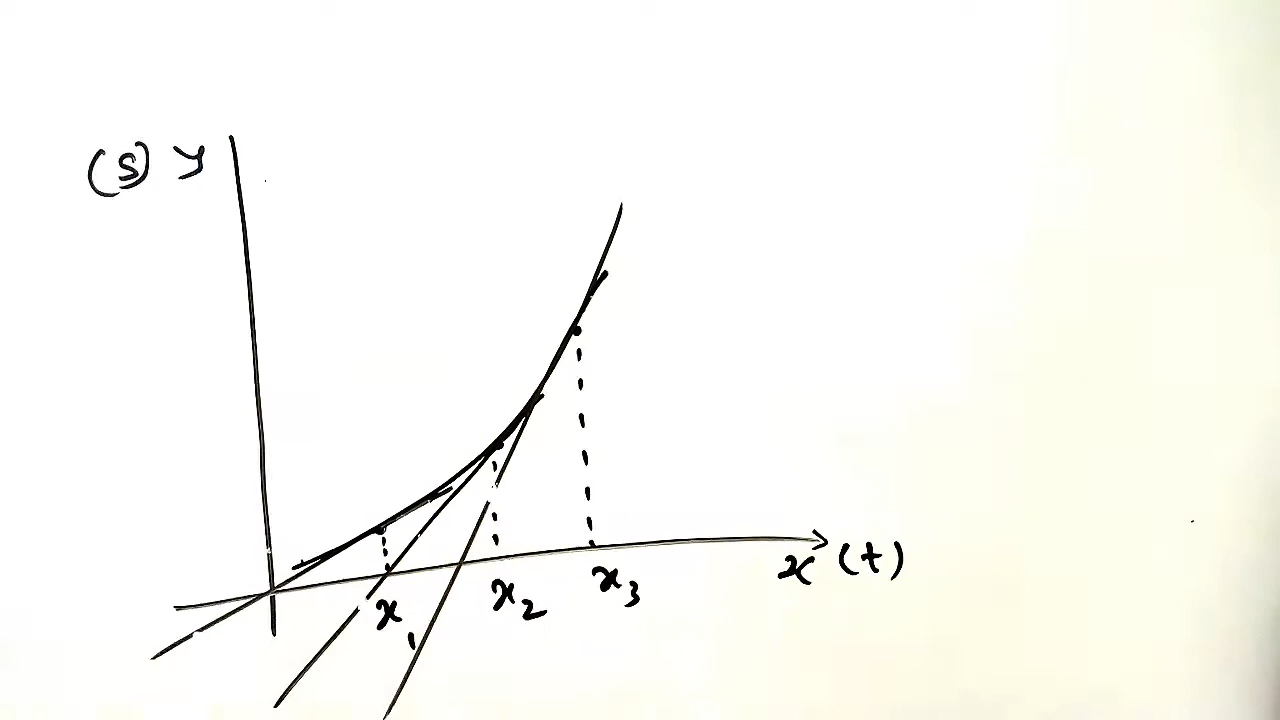 (S) y
x₁
x₂
x₃
x (t)